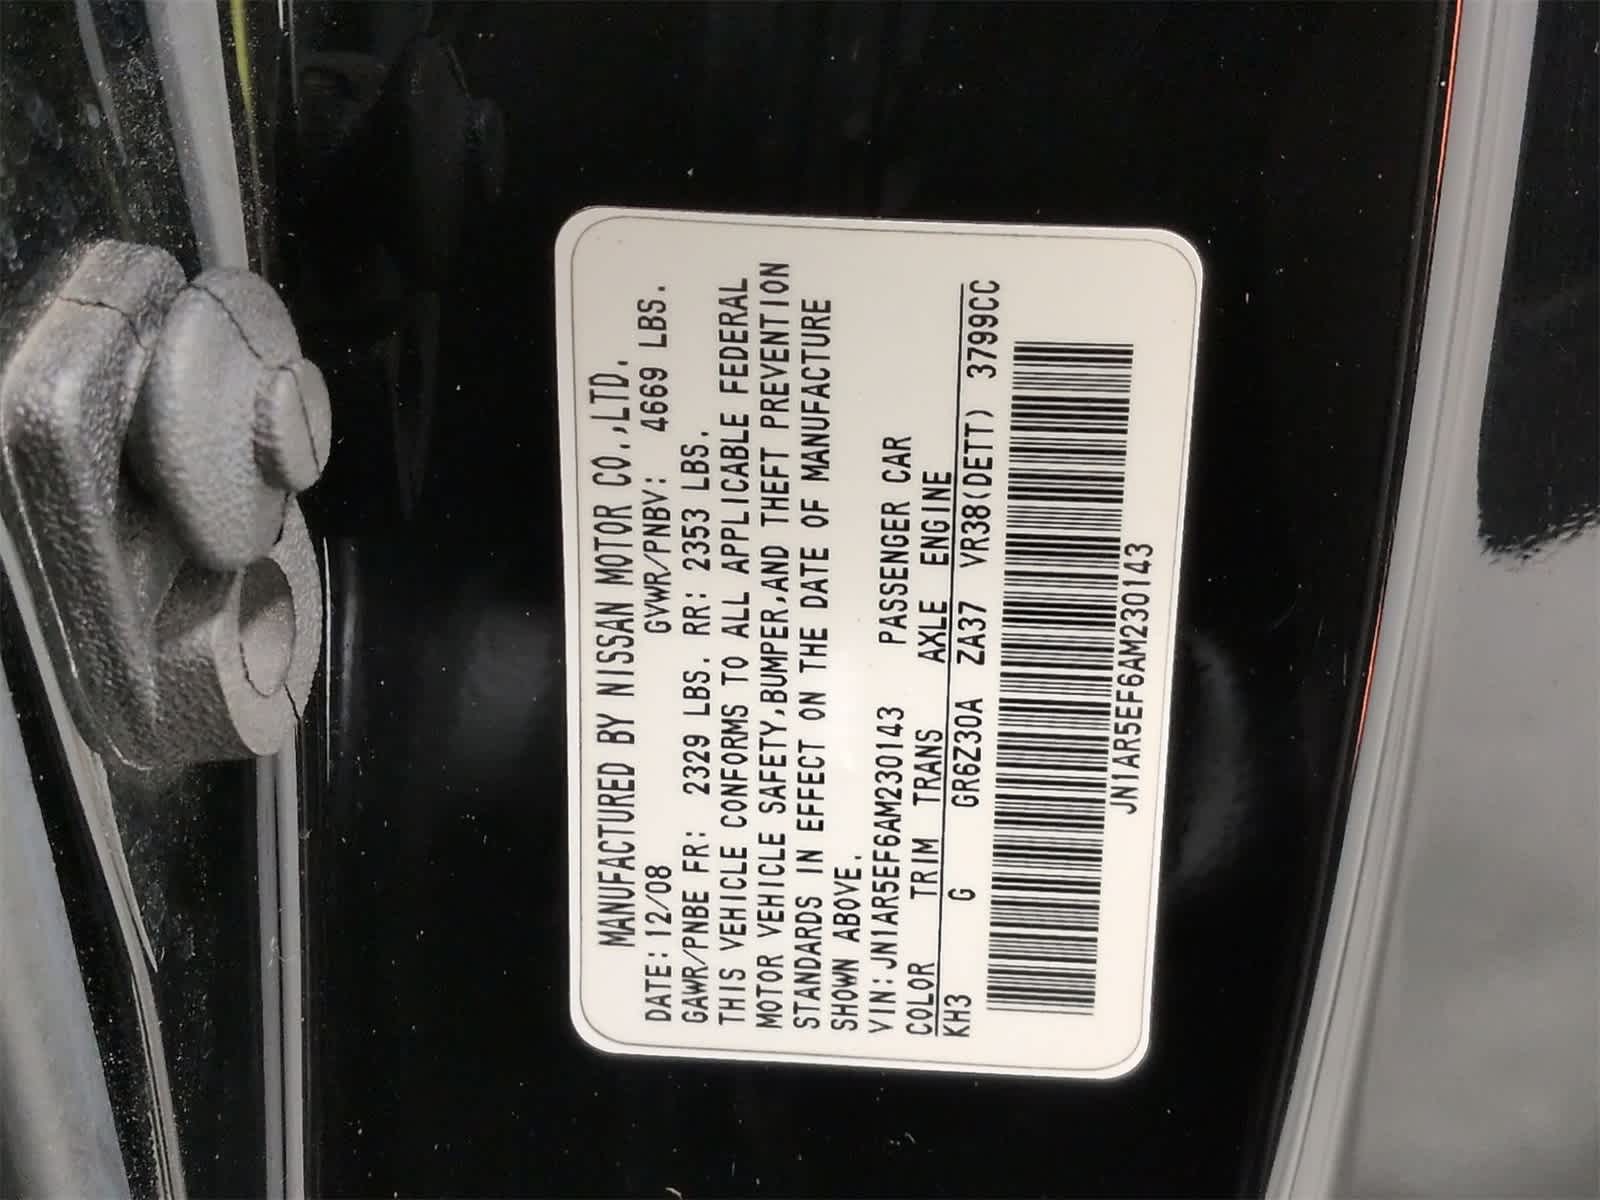 MANUFACTURED BY NISSAN MOTOR CO.,LTD.
DATE:12/08 GVWR/PNBV: 4669 LBS.
GAWR/PNBE FR: 2329 LBS. RR: 2353 LBS.
THIS VEHICLE CONFORMS TO ALL APPLICABLE FEDERAL
MOTOR VEHICLE SAFETY,BUMPER,AND THEFT PREVENTION
STANDARDS IN EFFECT ON THE DATE OF MANUFACTURE
SHOWN ABOVE.
VIN:JN1AR5EF6AM230143 PASSENGER CAR
COLOR TRIM TRANS AXLE ENGINE
KH3 G GR6Z30A ZA37 VR38(DETT) 3799CC
JN1AR5EF6AM230143